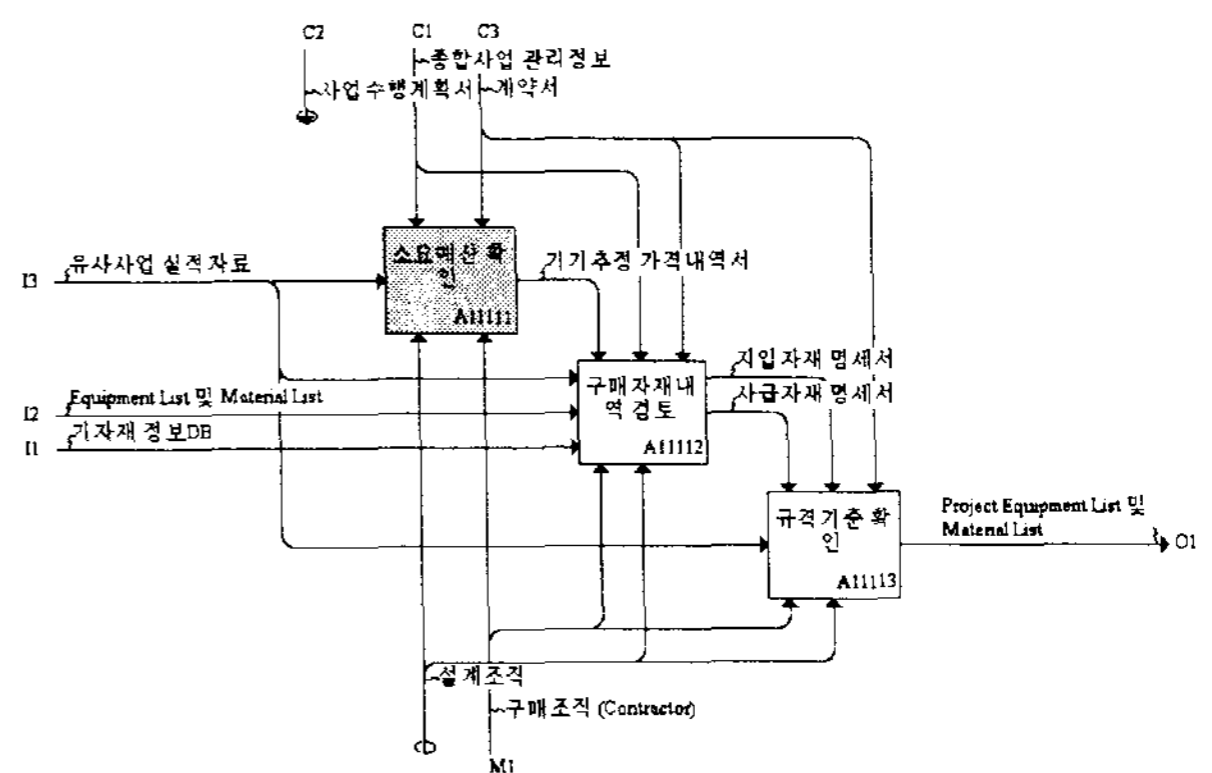 C2 C1 C3
종합사업 관리정보
사업수행계획서 계약서
소요예산 확
인
A11111
기기추정 가격내역서
유사사업 실적자료
I3
지입자재 명세서
구매자재내
역검토
A11112
사급자재 명세서
Equipment List 및 Material List
I2
기자재 정보DB
I1
규격기준 확
인
A11113
Project Equipment List 및
Material List
O1
설계조직
구매조직 (Contractor)
M1